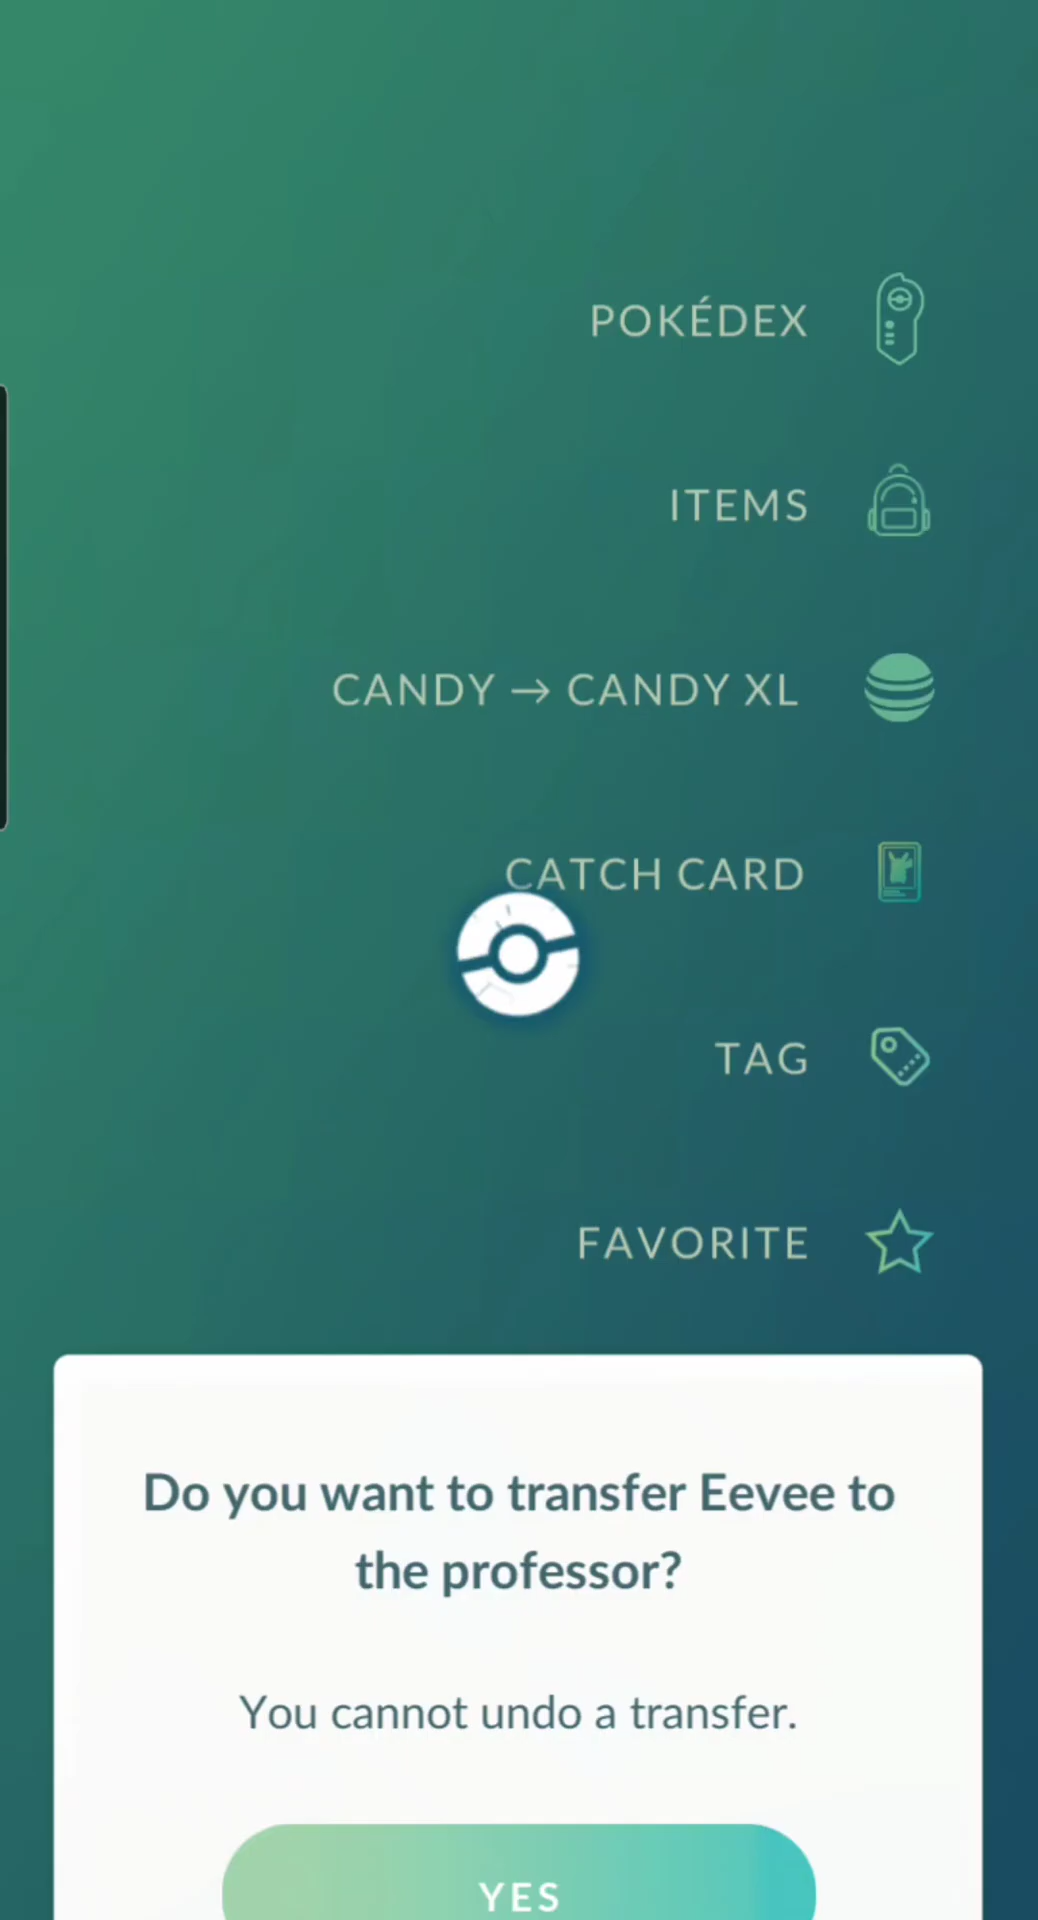 POKÉDEX
ITEMS
CANDY → CANDY XL
CATCH CARD
TAG
FAVORITE
Do you want to transfer Eevee to
the professor?
You cannot undo a transfer.
YES